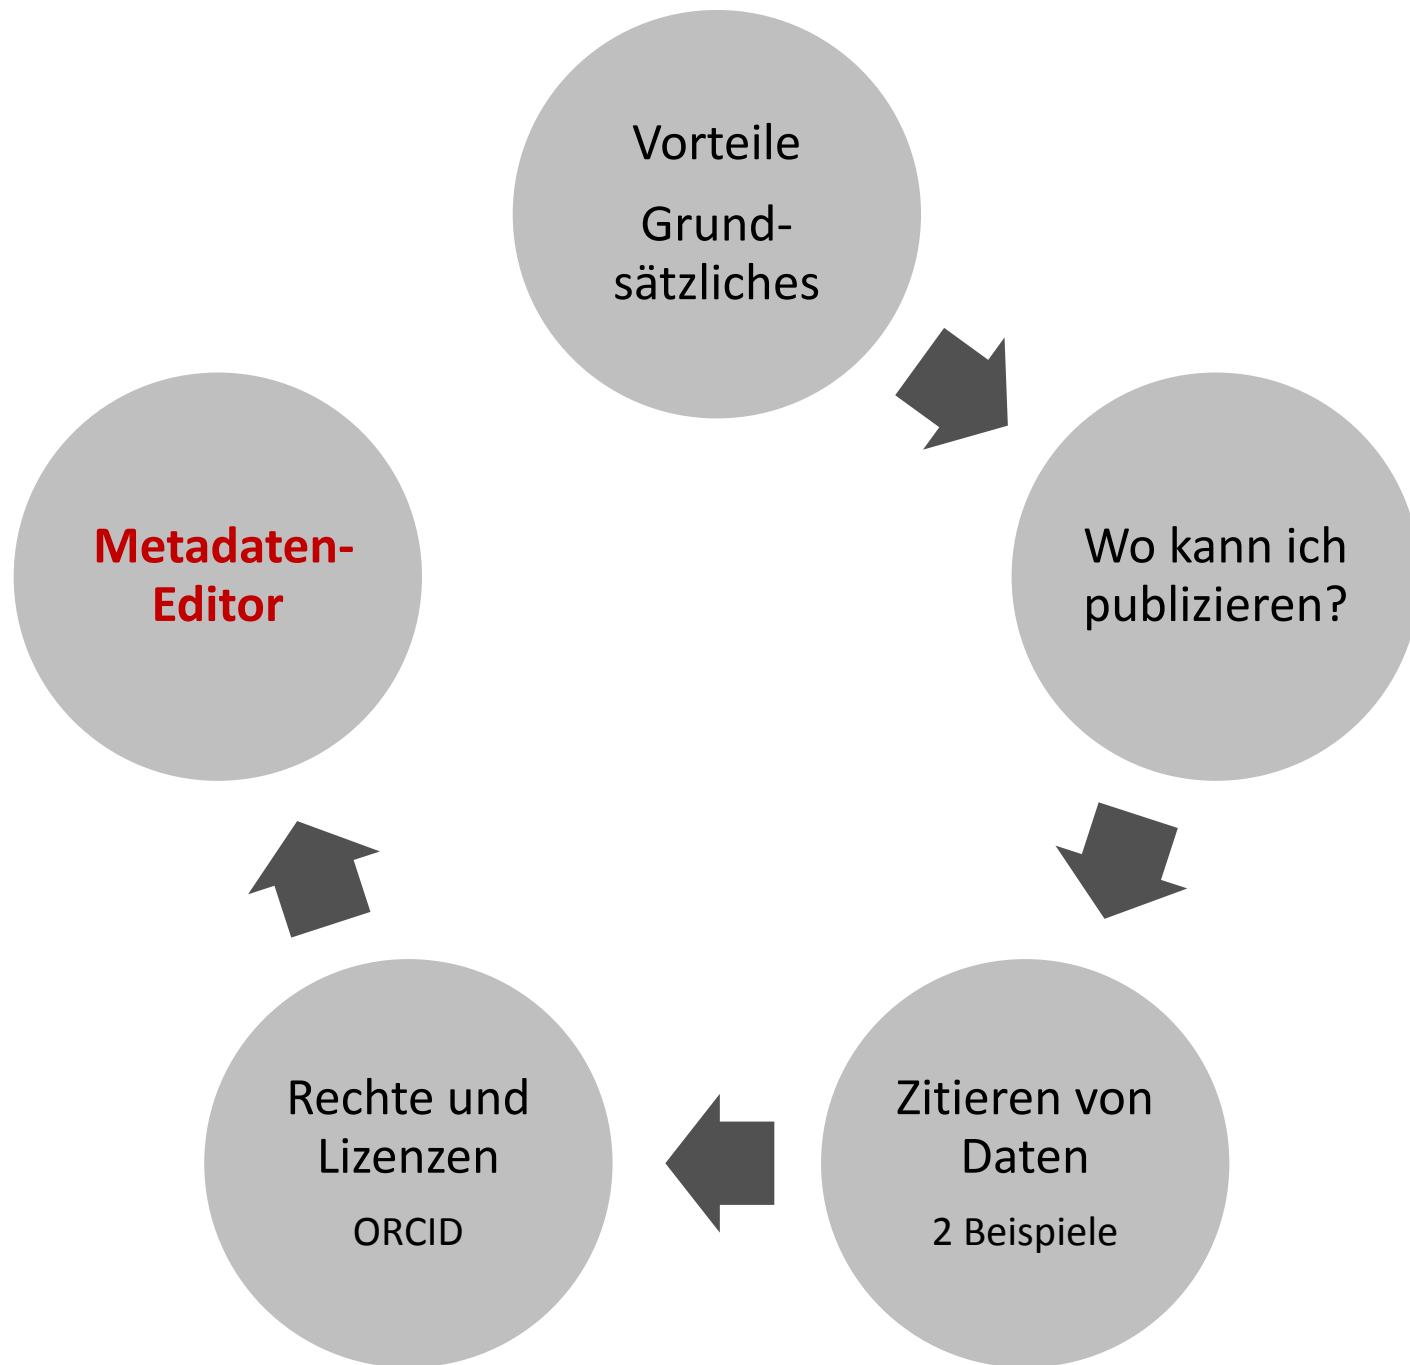 Vorteile
Grund-
sätzliches
Wo kann ich
publizieren?
Zitieren von
Daten
2 Beispiele
Rechte und
Lizenzen
ORCID
Metadaten-
Editor